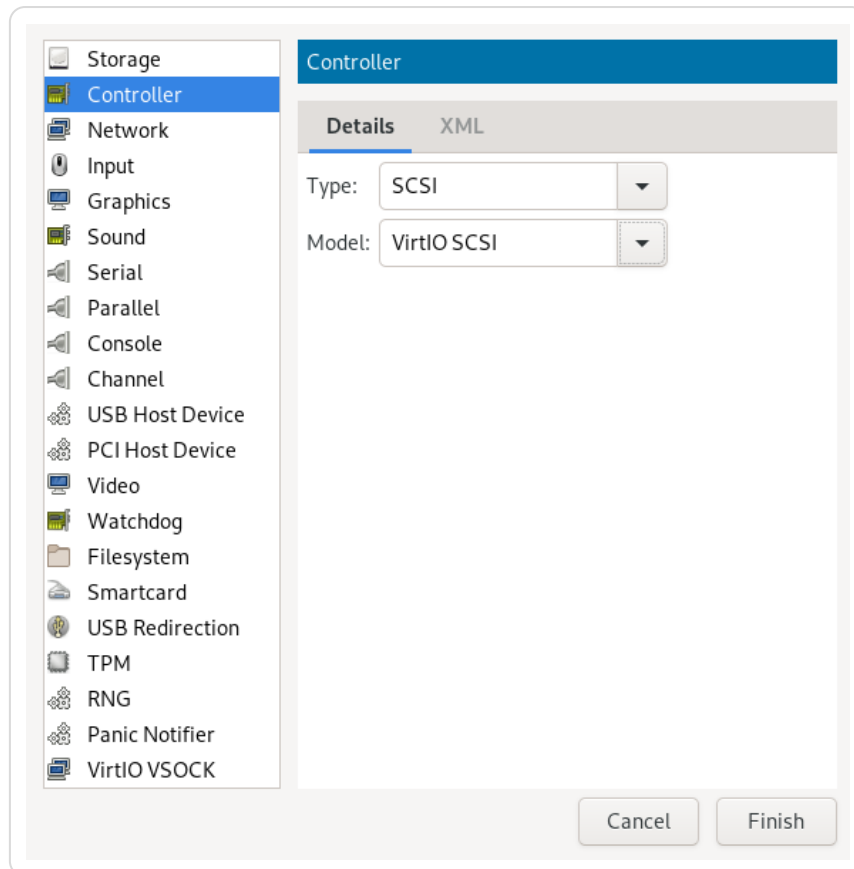 Storage
Controller
Network
Input
Graphics
Sound
Serial
Parallel
Console
Channel
USB Host Device
PCI Host Device
Video
Watchdog
Filesystem
Smartcard
USB Redirection
TPM
RNG
Panic Notifier
VirtIO VSOCK
Controller
Details XML
Type: SCSI
Model: VirtIO SCSI
Cancel Finish